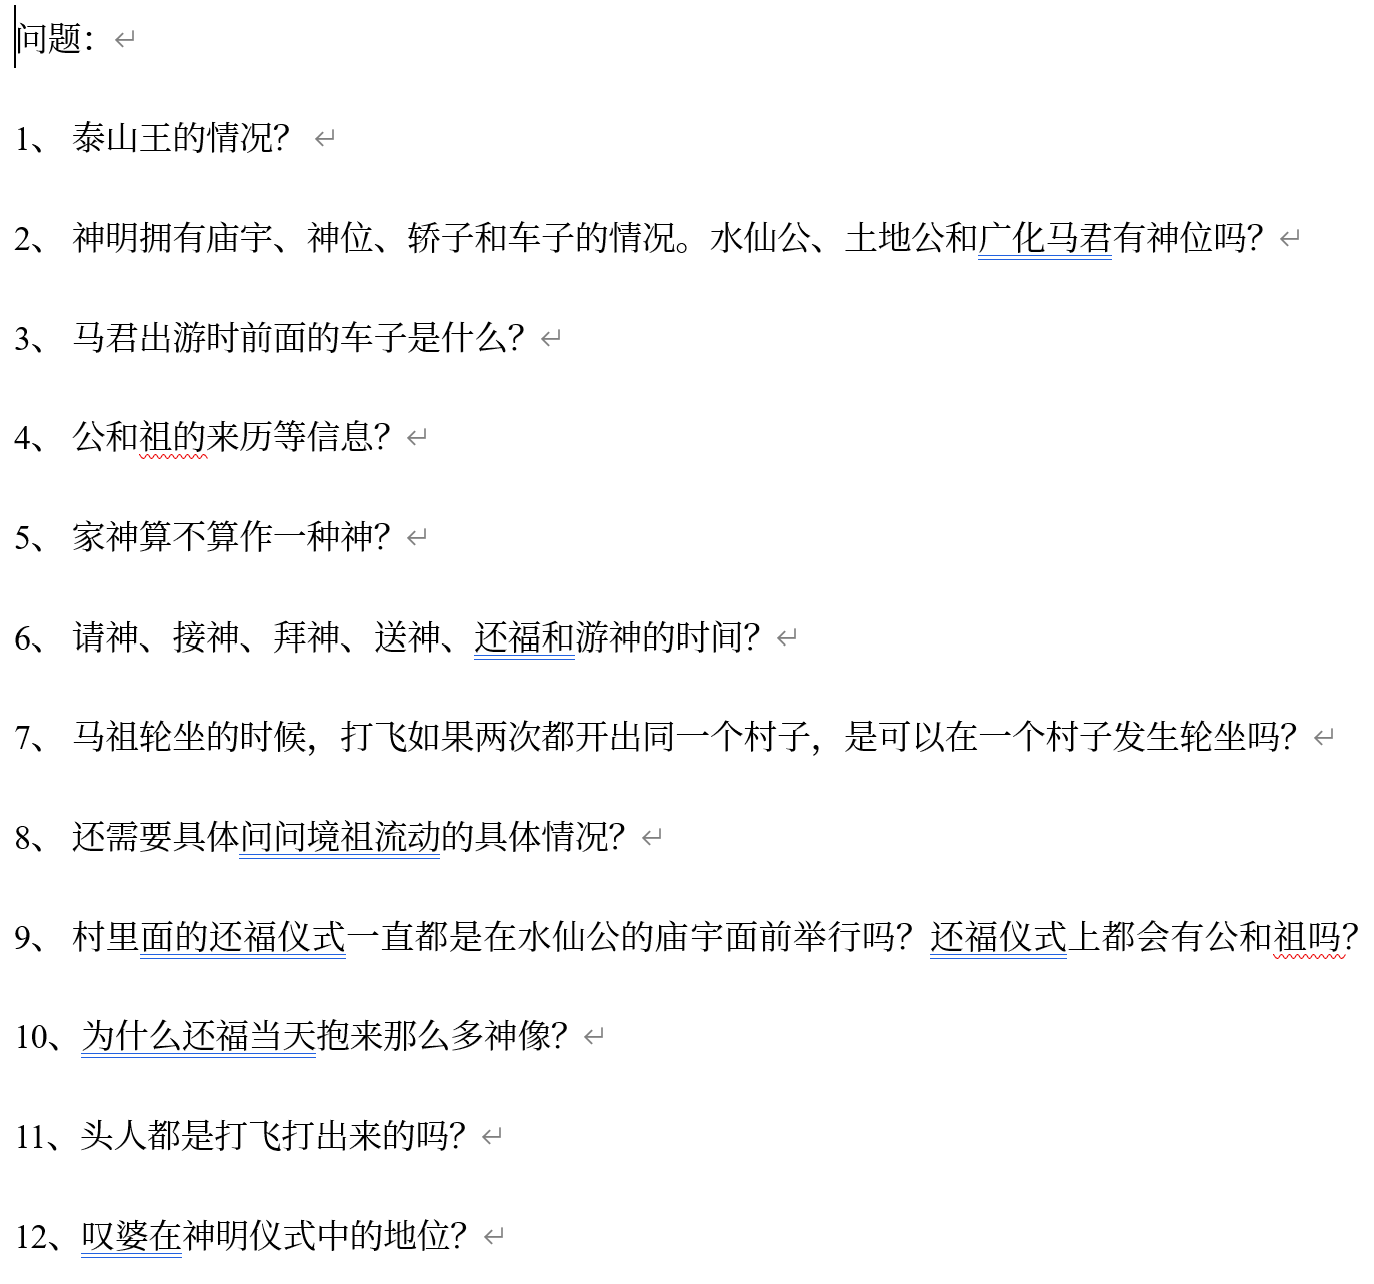 问题：
1、 泰山王的情况？
2、 神明拥有庙宇、神位、轿子和车子的情况。水仙公、土地公和广化马君有神位吗？
3、 马君出游时前面的车子是什么？
4、 公和祖的来历等信息？
5、 家神算不算作一种神？
6、 请神、接神、拜神、送神、还福和游神的时间？
7、 马祖轮坐的时候，打飞如果两次都开出同一个村子，是可以在一个村子发生轮坐吗？
8、 还需要具体问问境祖流动的具体情况？
9、 村里面的还福仪式一直都是在水仙公的庙宇面前举行吗？还福仪式上都会有公和祖吗？
10、为什么还福当天抱来那么多神像？
11、头人都是打飞打出来的吗？
12、叹婆在神明仪式中的地位？